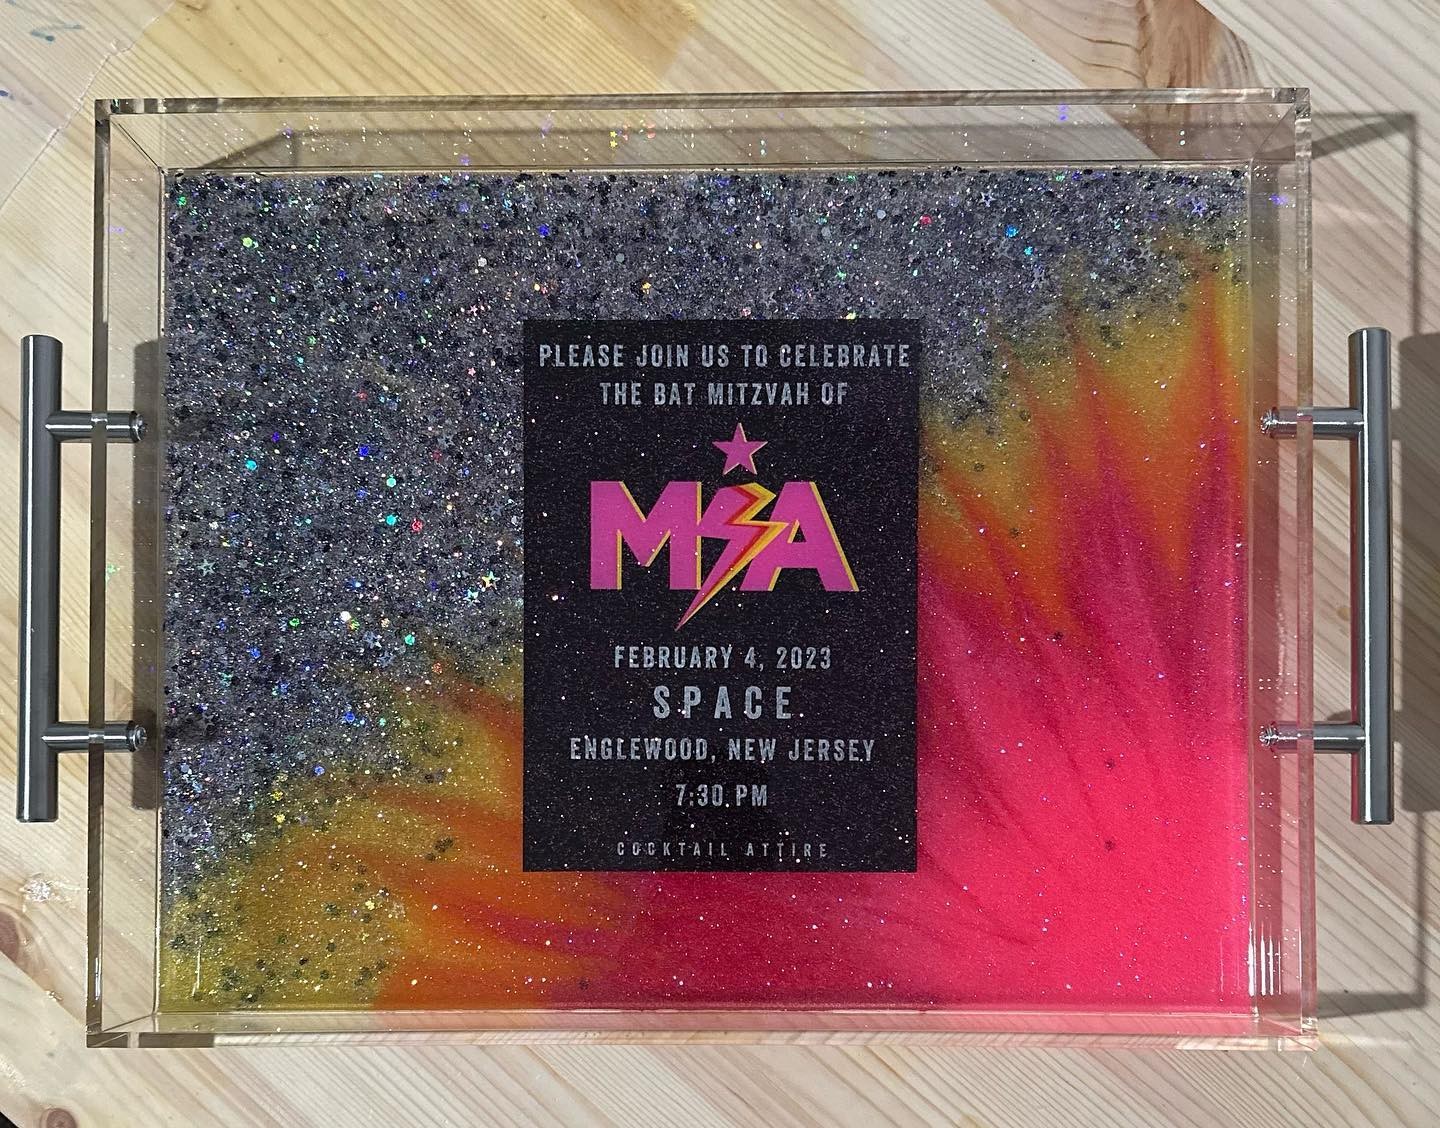 PLEASE JOIN US TO CELEBRATE
THE BAT MITZVAH OF
MIA
FEBRUARY 4, 2023
SPACE
ENGLEWOOD, NEW JERSEY
7:30 PM
COCKTAIL ATTIRE